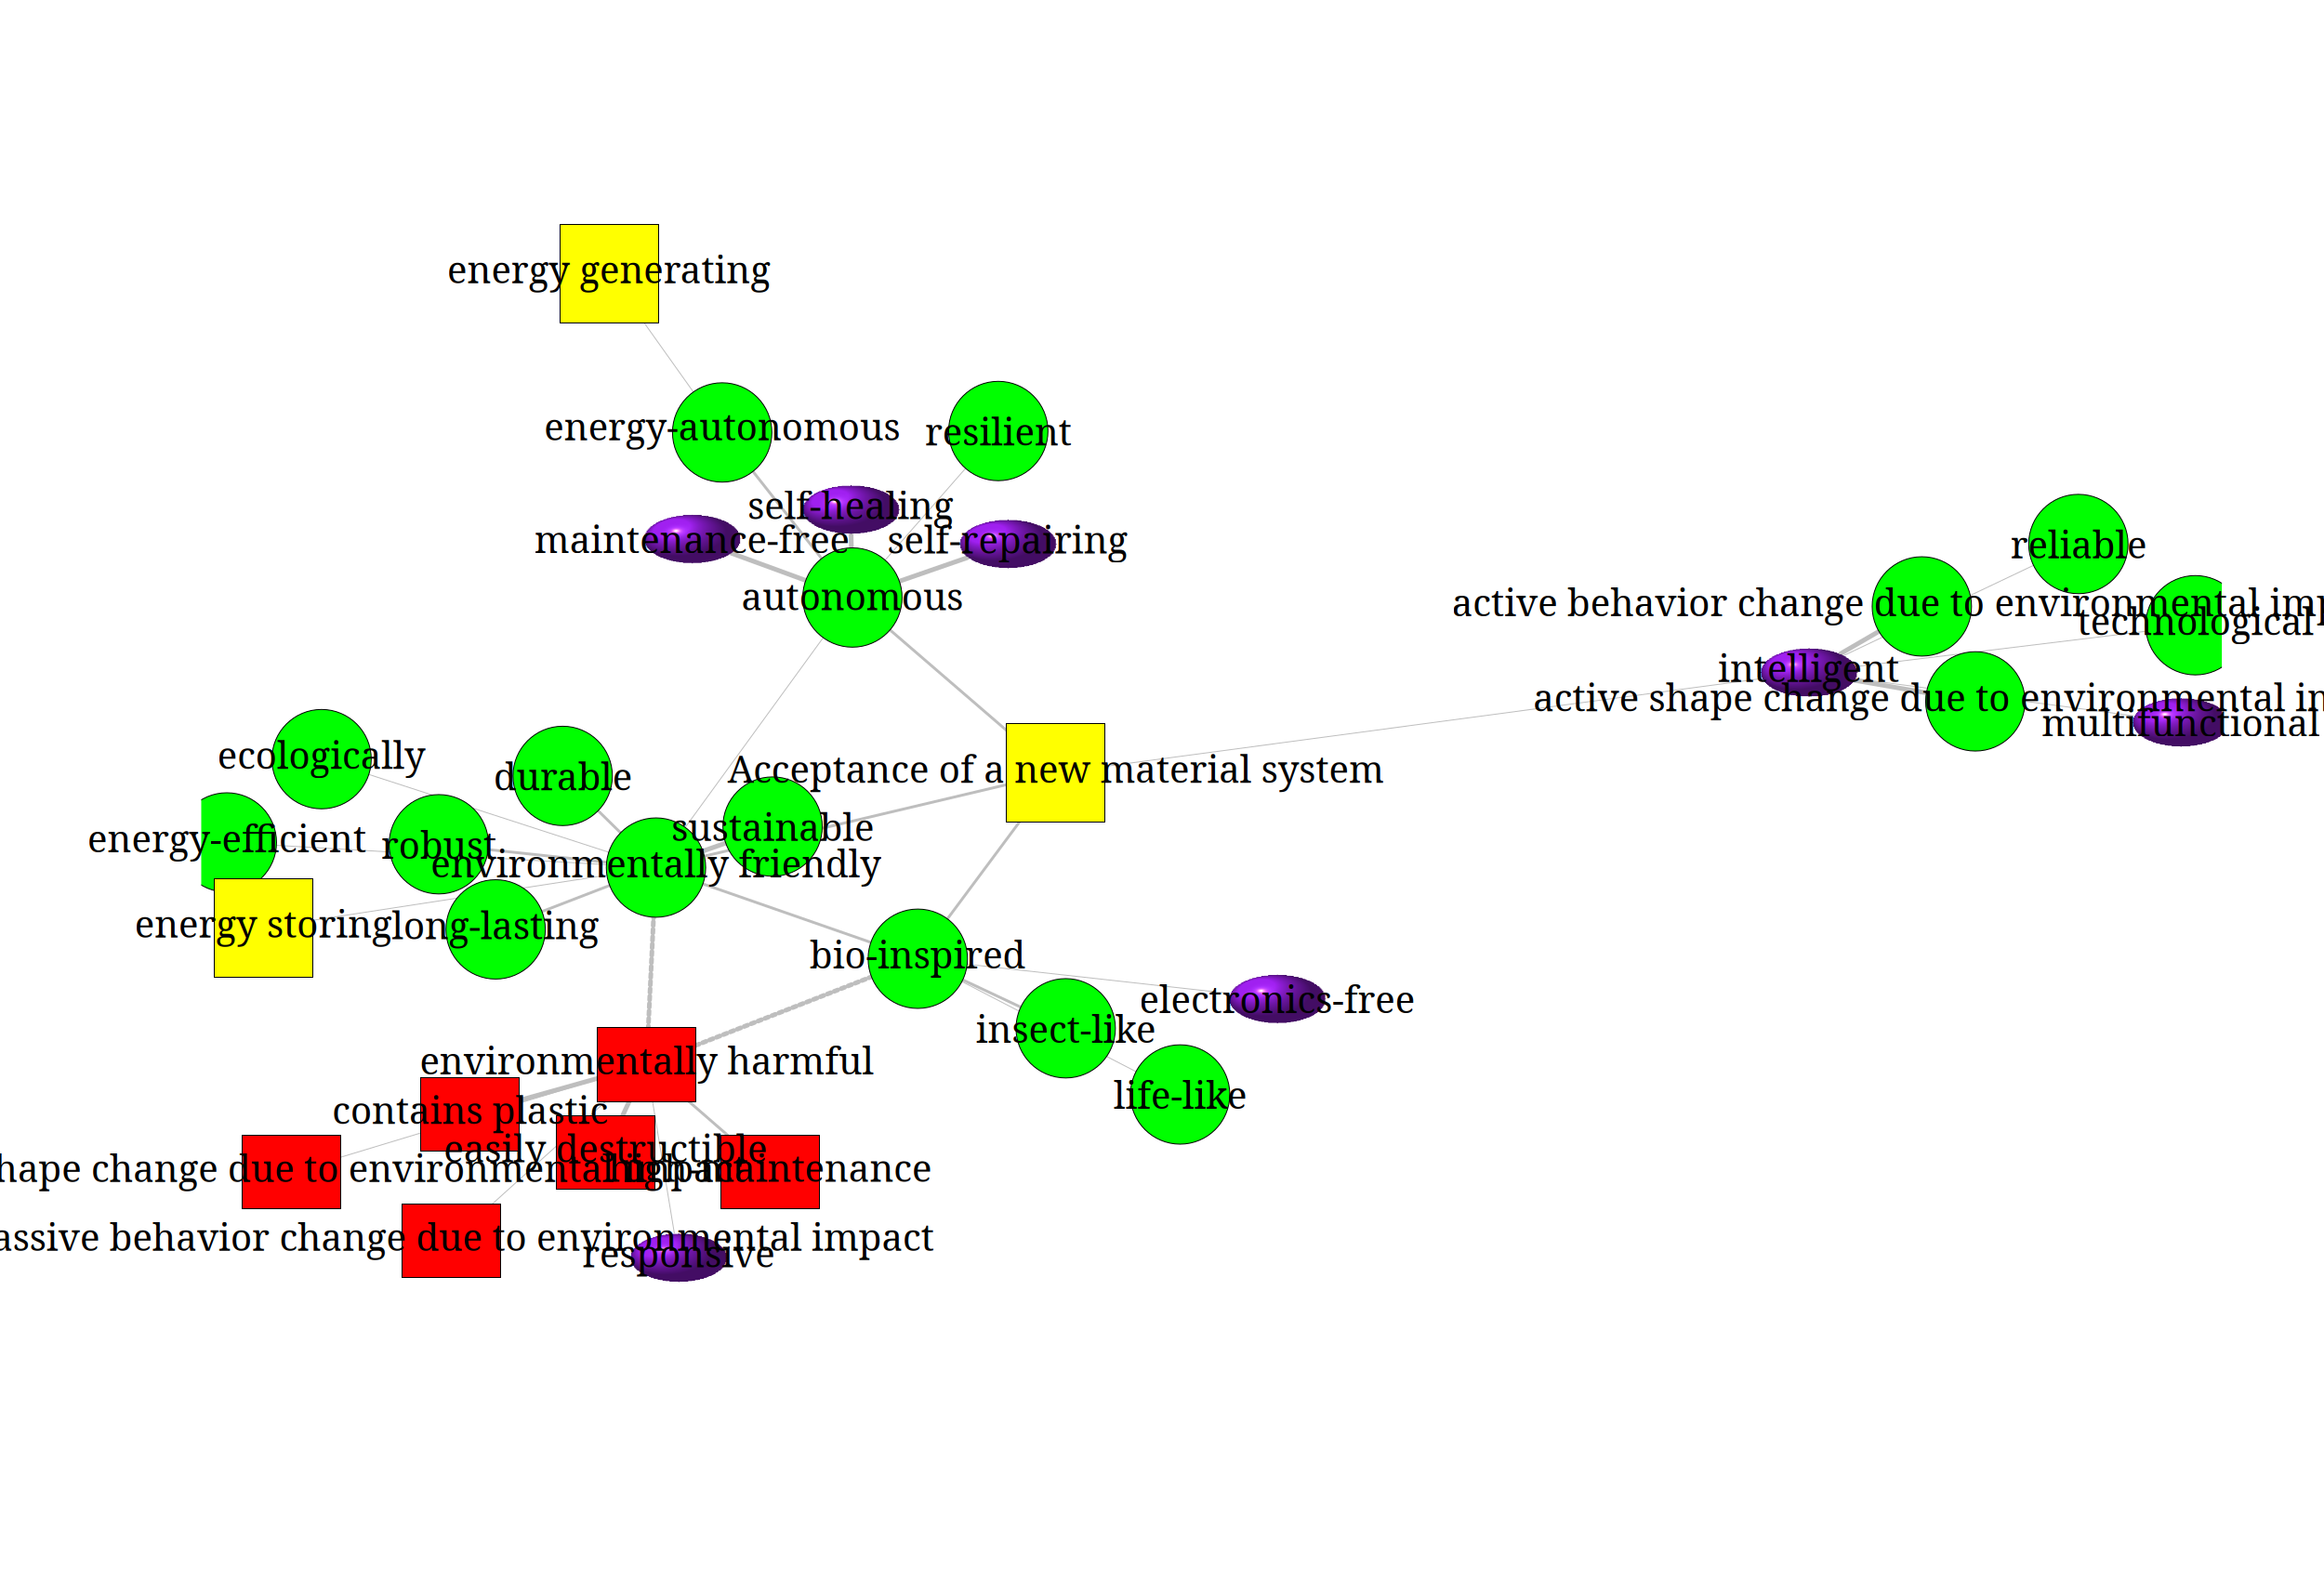 energy generating
energy-autonomous
resilient
self-healing
maintenance-free
self-repairing
reliable
autonomous
active behavior change due to environmental imp
technological
intelligent
active shape change due to environmental in
multifunctional
ecologically
durable
Acceptance of a new material system
energy-efficient
robust
sustainable
environmentally friendly
energy storing
long-lasting
bio-inspired
electronics-free
insect-like
environmentally harmful
life-like
contains plastic
easily destructible
hape change due to environmental impact
high-maintenance
assive behavior change due to environmental impact
responsive